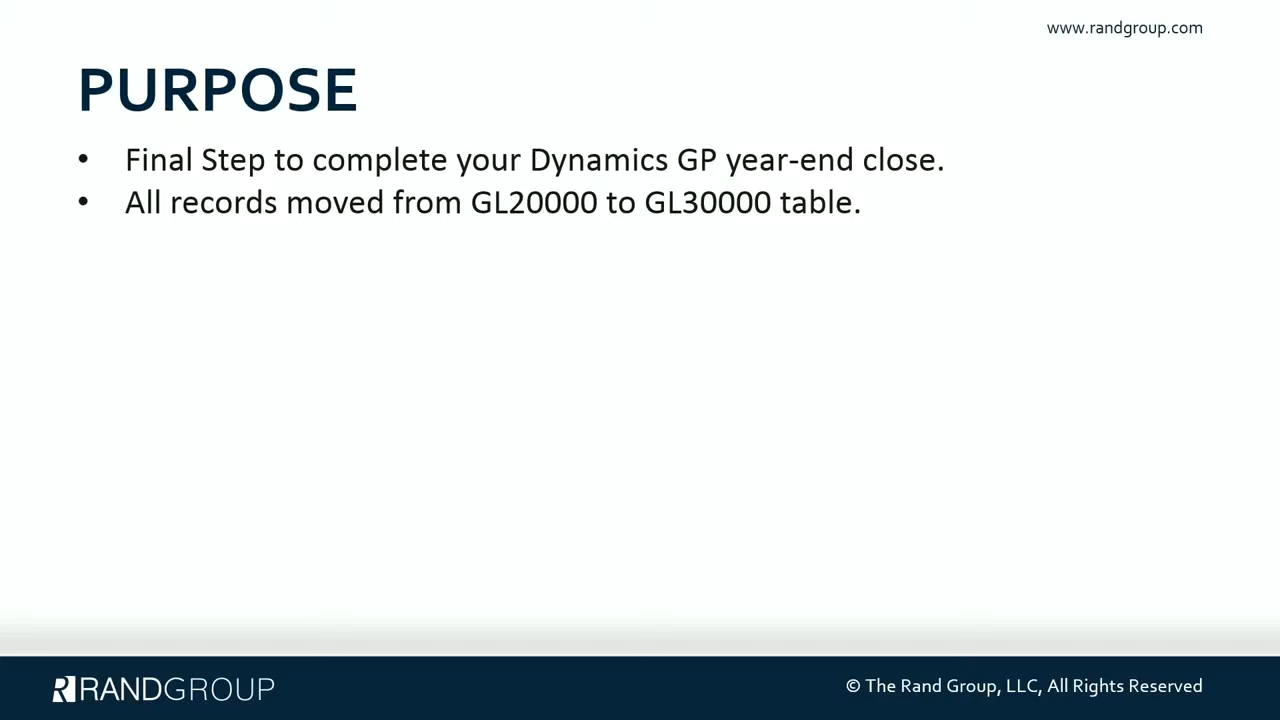 www.randgroup.com
PURPOSE
• Final Step to complete your Dynamics GP year-end close.
• All records moved from GL20000 to GL30000 table.
RANDGROUP
© The Rand Group, LLC, All Rights Reserved